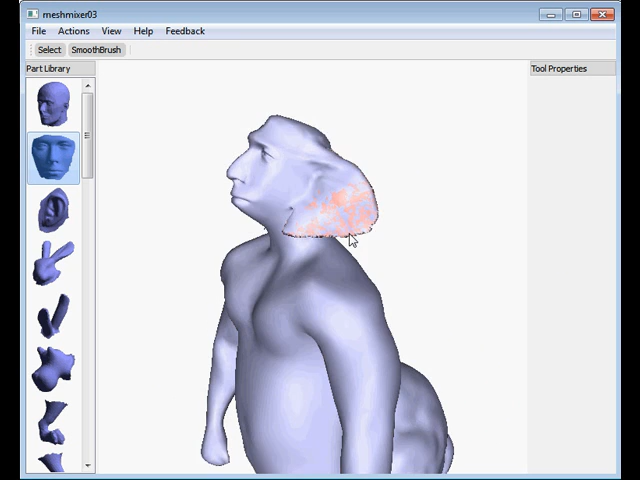 meshmixer03
File Actions View Help Feedback
Select SmoothBrush
Part Library
Tool Properties